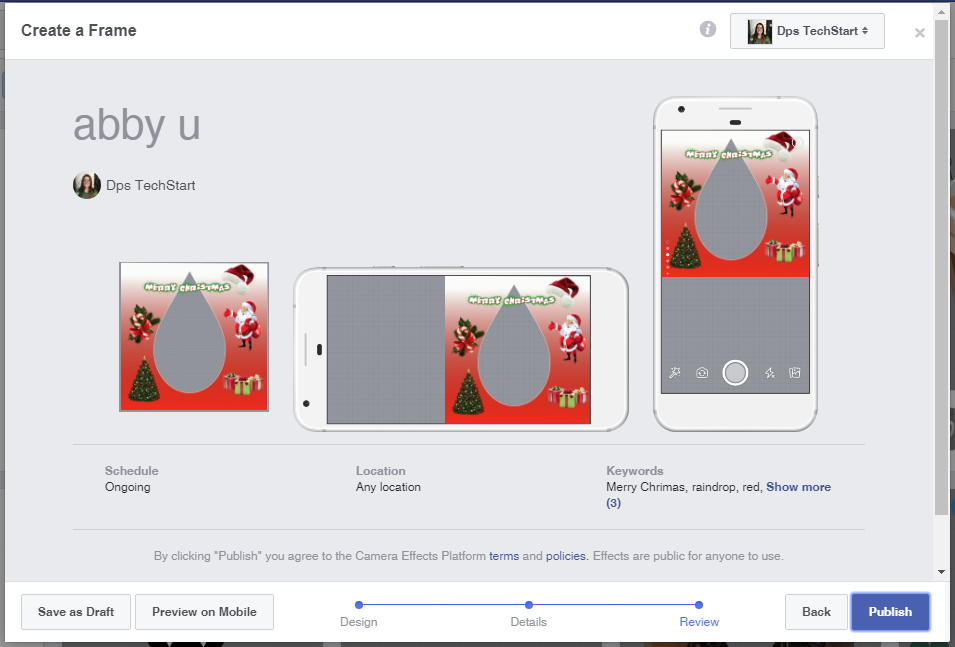 Create a Frame
Dps TechStart
abby u
Dps TechStart
MERRY CHRISTMAS
MERRY CHRISTMAS
MERRY CHRISTMAS
Schedule
Ongoing
Location
Any location
Keywords
Merry Chrimas, raindrop, red, Show more
(3)
By clicking "Publish" you agree to the Camera Effects Platform terms and policies. Effects are public for anyone to use.
Save as Draft
Preview on Mobile
Design
Details
Review
Back
Publish